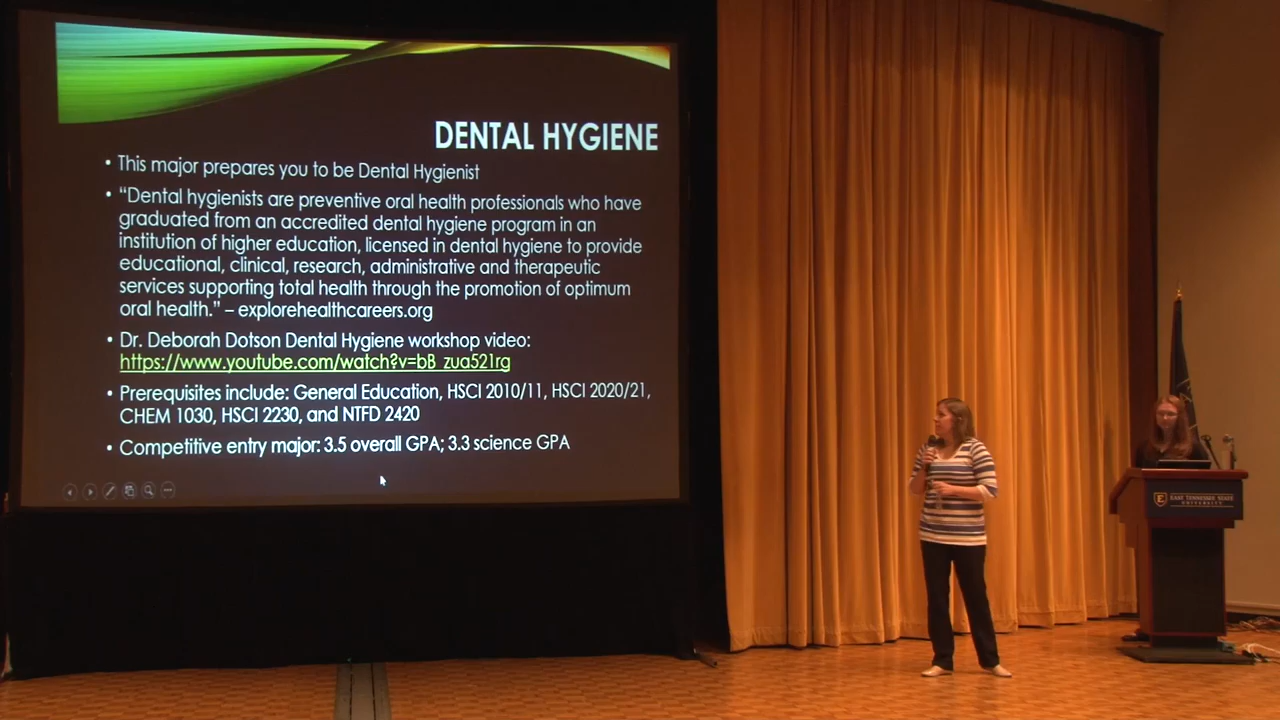 DENTAL HYGIENE
• This major prepares you to be Dental Hygienist
• “Dental hygienists are preventive oral health professionals who have
graduated from an accredited dental hygiene program in an
institution of higher education, licensed in dental hygiene to provide
educational, clinical, research, administrative and therapeutic
services supporting total health through the promotion of optimum
oral health.” – explorehealthcareers.org
• Dr. Deborah Dotson Dental Hygiene workshop video:
https://www.youtube.com/watch?v=bB_zua521rg
• Prerequisites include: General Education, HSCI 2010/11, HSCI 2020/21,
CHEM 1030, HSCI 2230, and NTFD 2420
• Competitive entry major: 3.5 overall GPA; 3.3 science GPA
E
EAST TENNESSEE STATE
UNIVERSITY